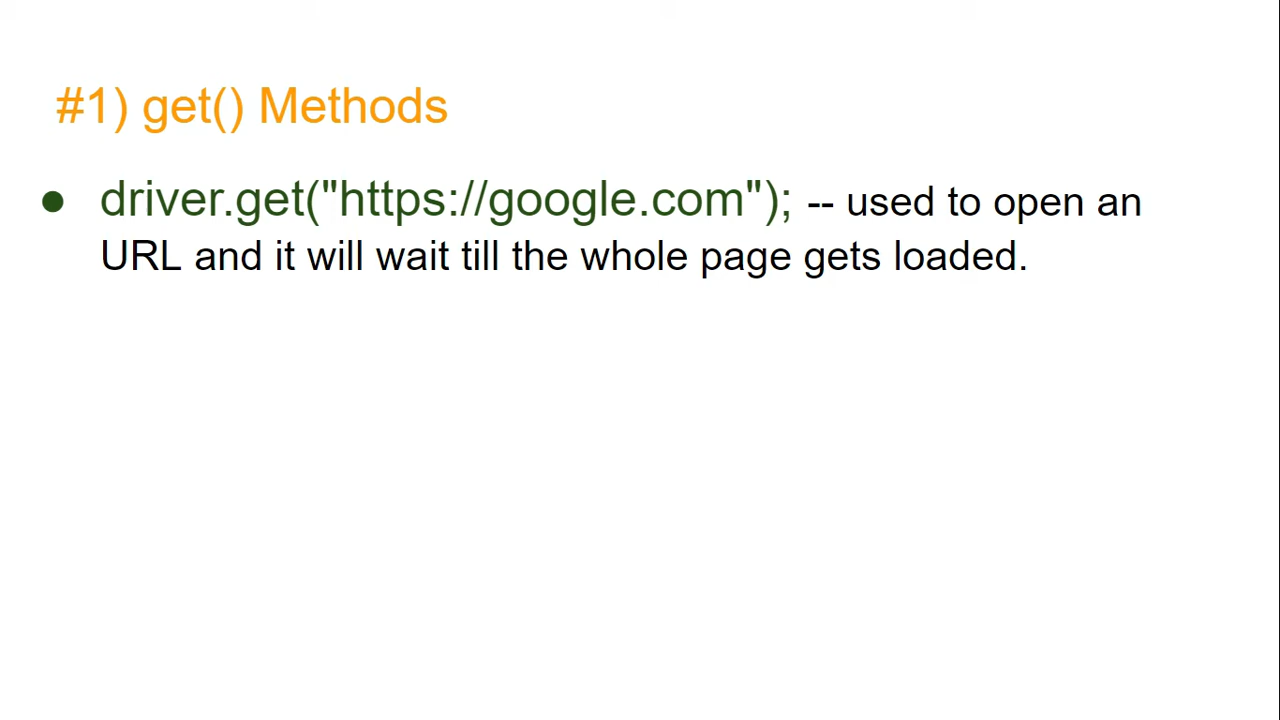 #1) get() Methods
● driver.get("https://google.com"); -- used to open an
URL and it will wait till the whole page gets loaded.